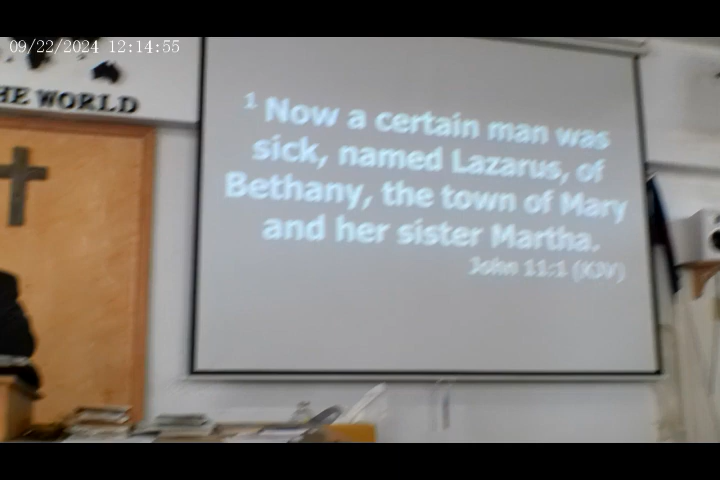 09/22/2024 12:14:55
HE WORLD
1 Now a certain man was
sick, named Lazarus, of
Bethany, the town of Mary
and her sister Martha.
John 11:1 (KJV)